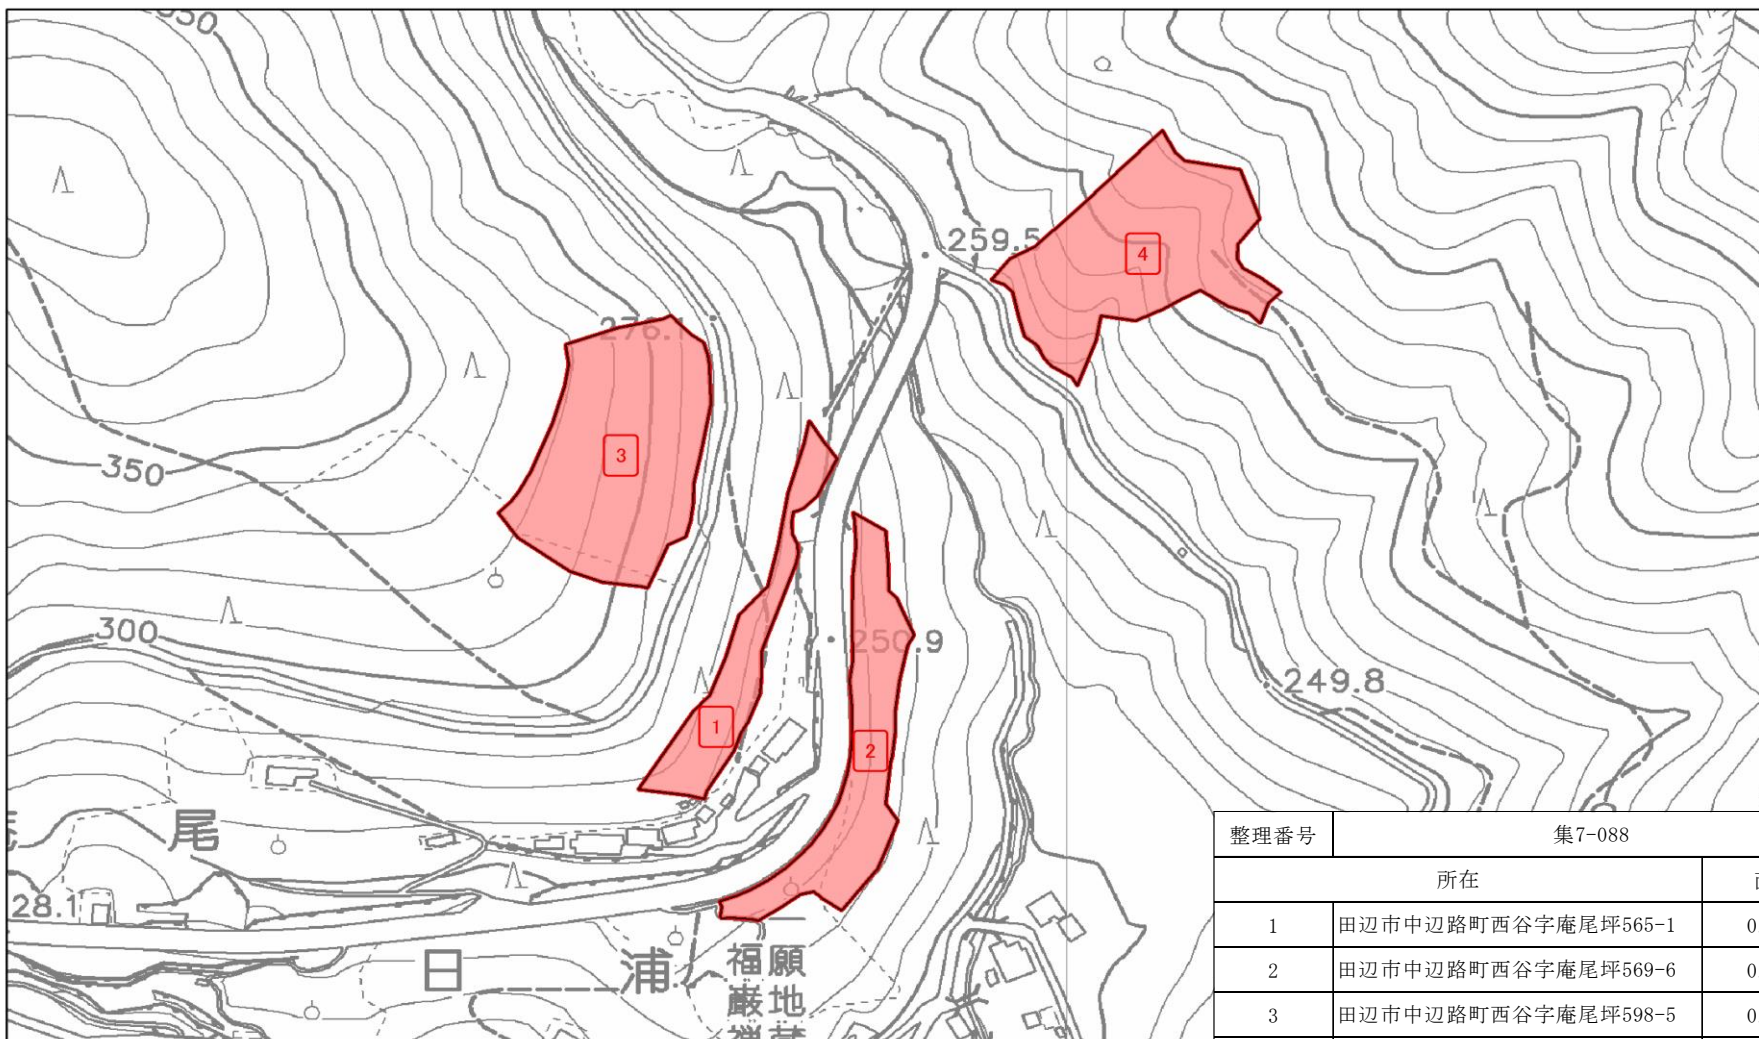 350
259.5
4
276.1
3
350
300
250.9
249.8
1
2
尾
28.1
日 浦
福願
巌地
整理番号 集7-088
所在
1 田辺市中辺路町西谷字庵尾坪565-1 0
2 田辺市中辺路町西谷字庵尾坪569-6 0
3 田辺市中辺路町西谷字庵尾坪598-5 0